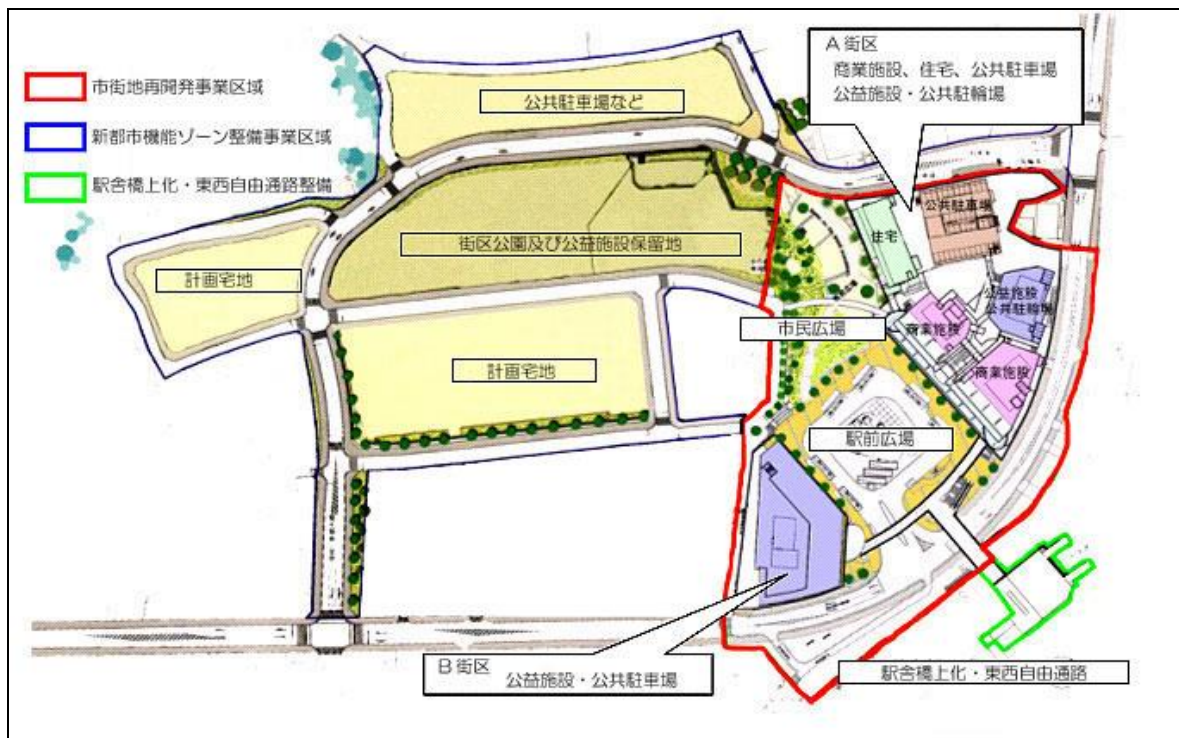 市街地再開発事業区域
新都市機能ゾーン整備事業区域
駅舎橋上化・東西自由通路整備
A街区
商業施設、住宅、公共駐車場
公益施設・公共駐輪場
公共駐車場など
公共駐車場
住宅
街区公園及び公益施設保留地
計画宅地
公益施設
公共駐輪場
市民広場
商業施設
商業施設
計画宅地
駅前広場
B街区
公益施設・公共駐車場
駅舎橋上化・東西自由通路